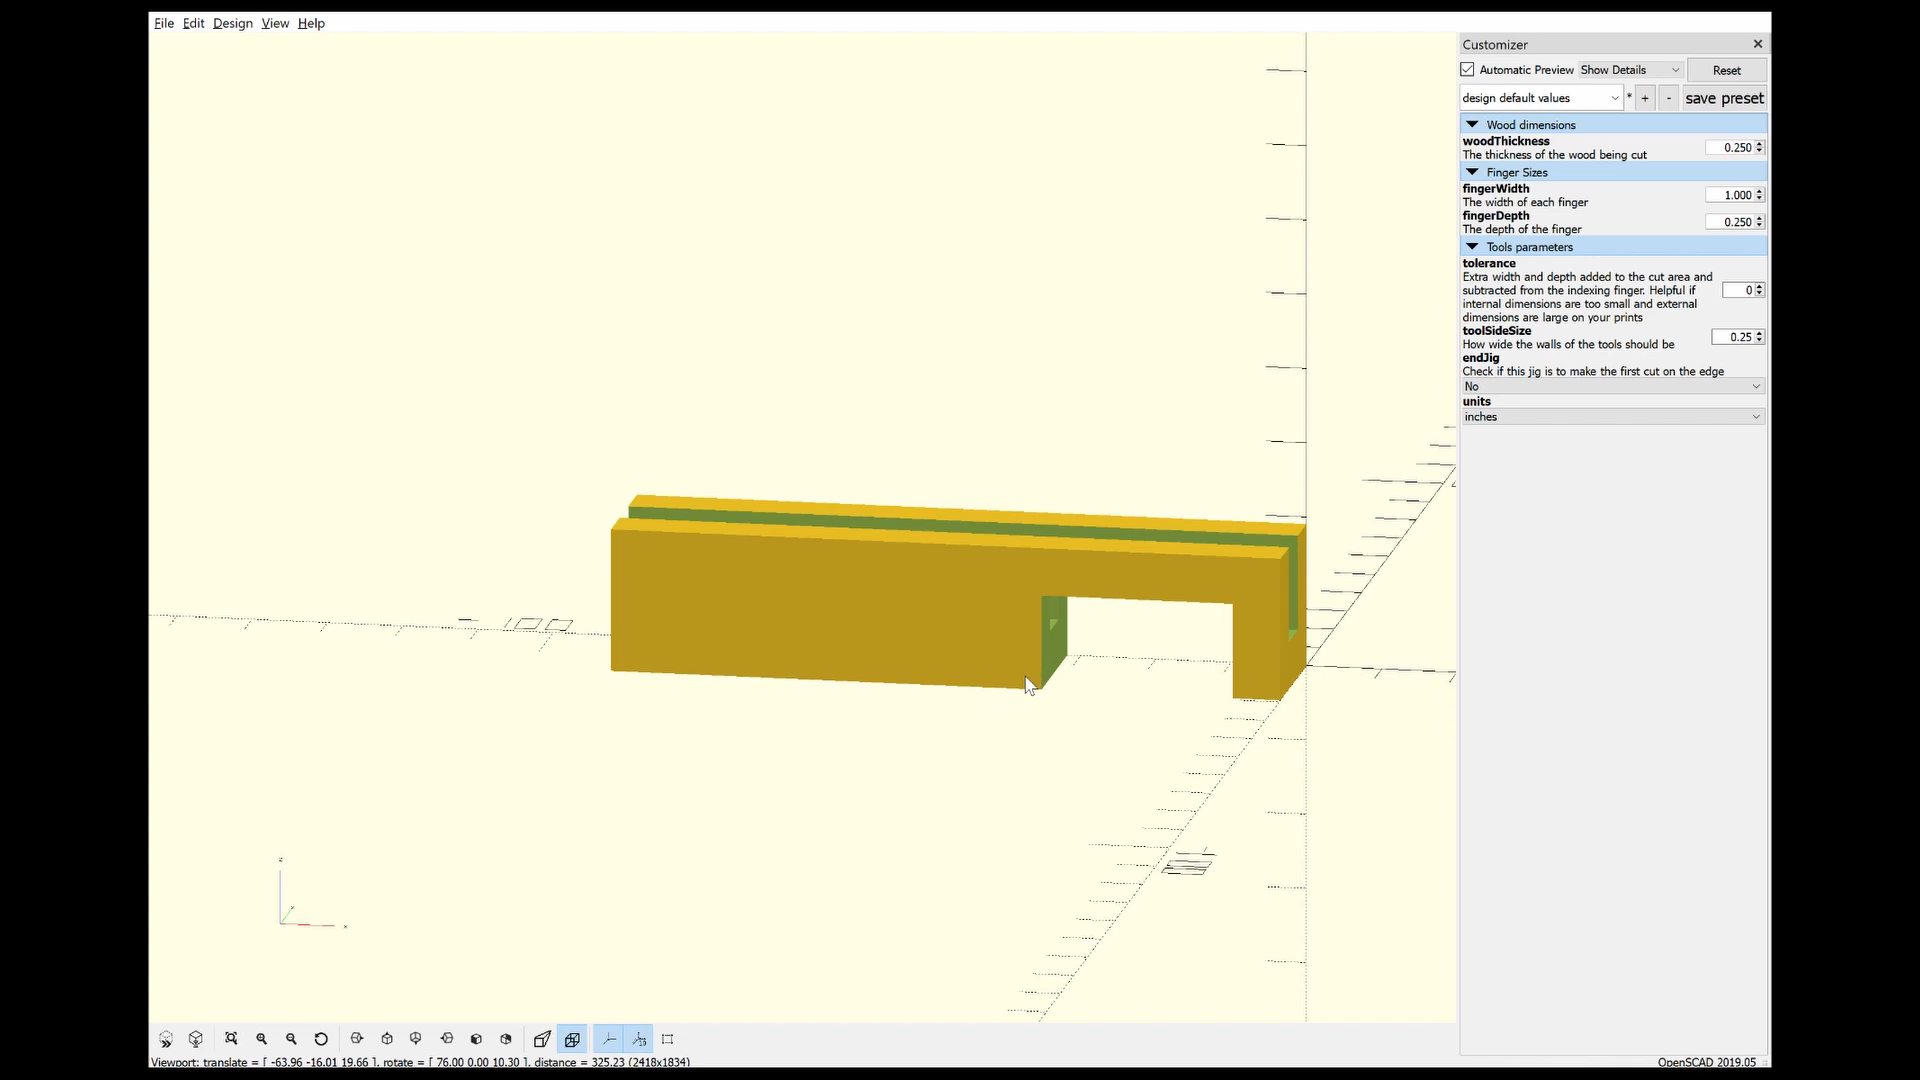 File Edit Design View Help
Customizer
Automatic Preview Show Details Reset
design default values * + - save preset
Wood dimensions
woodThickness
The thickness of the wood being cut 0.250
Finger Sizes
fingerWidth
The width of each finger 1.000
fingerDepth
The depth of the finger 0.250
Tools parameters
tolerance
Extra width and depth added to the cut area and
subtracted from the indexing finger. Helpful if 0
internal dimensions are too small and external
dimensions are large on your prints
toolSideSize
How wide the walls of the tools should be 0.25
endJig
Check if this jig is to make the first cut on the edge
No
units
inches
z
y
x
Viewport: translate = [ -63.96 -16.01 19.66 ], rotate = [ 76.00 0.00 10.30 ], distance = 325.23 (2418x1834)
OpenSCAD 2019.05